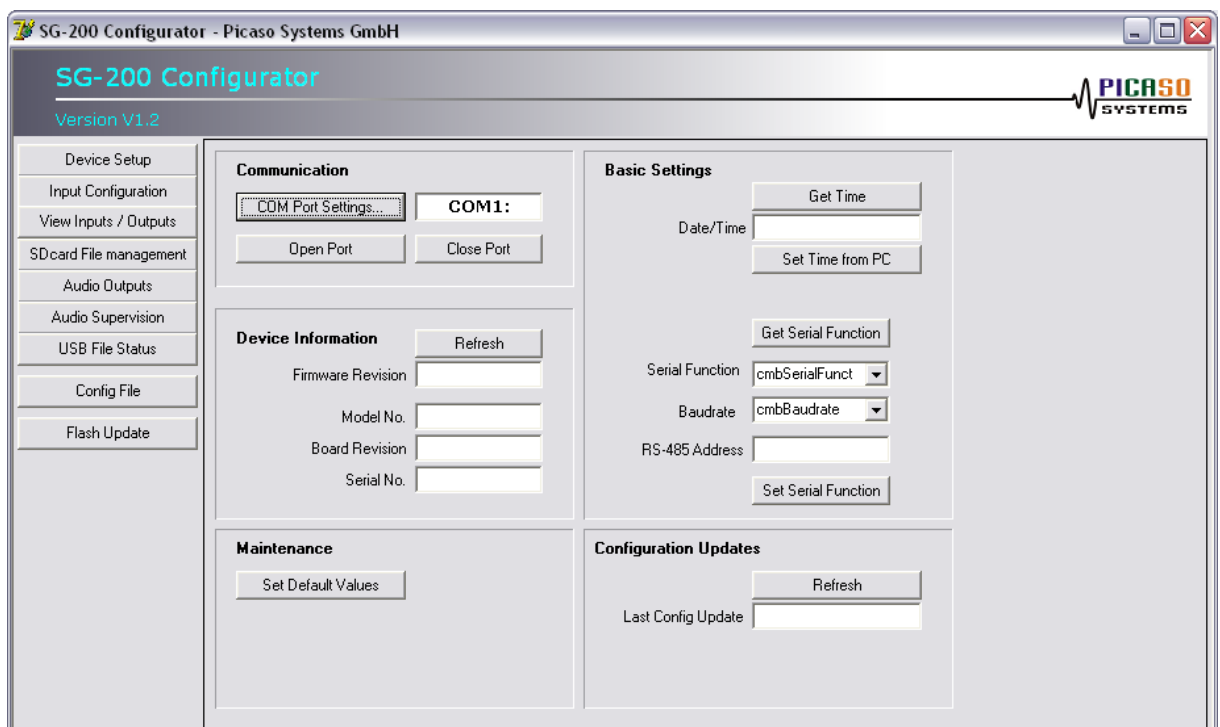 SG-200 Configurator - Picaso Systems GmbH
SG-200 Configurator
Version V1.2
PICASO
SYSTEMS
Device Setup
Input Configuration
View Inputs / Outputs
SDcard File management
Audio Outputs
Audio Supervision
USB File Status
Config File
Flash Update
Communication
COM Port Settings...
COM1:
Open Port
Close Port
Device Information
Refresh
Firmware Revision
Model No.
Board Revision
Serial No.
Maintenance
Set Default Values
Basic Settings
Get Time
Date/Time
Set Time from PC
Get Serial Function
Serial Function cmbSerialFunct
Baudrate cmbBaudrate
RS-485 Address
Set Serial Function
Configuration Updates
Refresh
Last Config Update